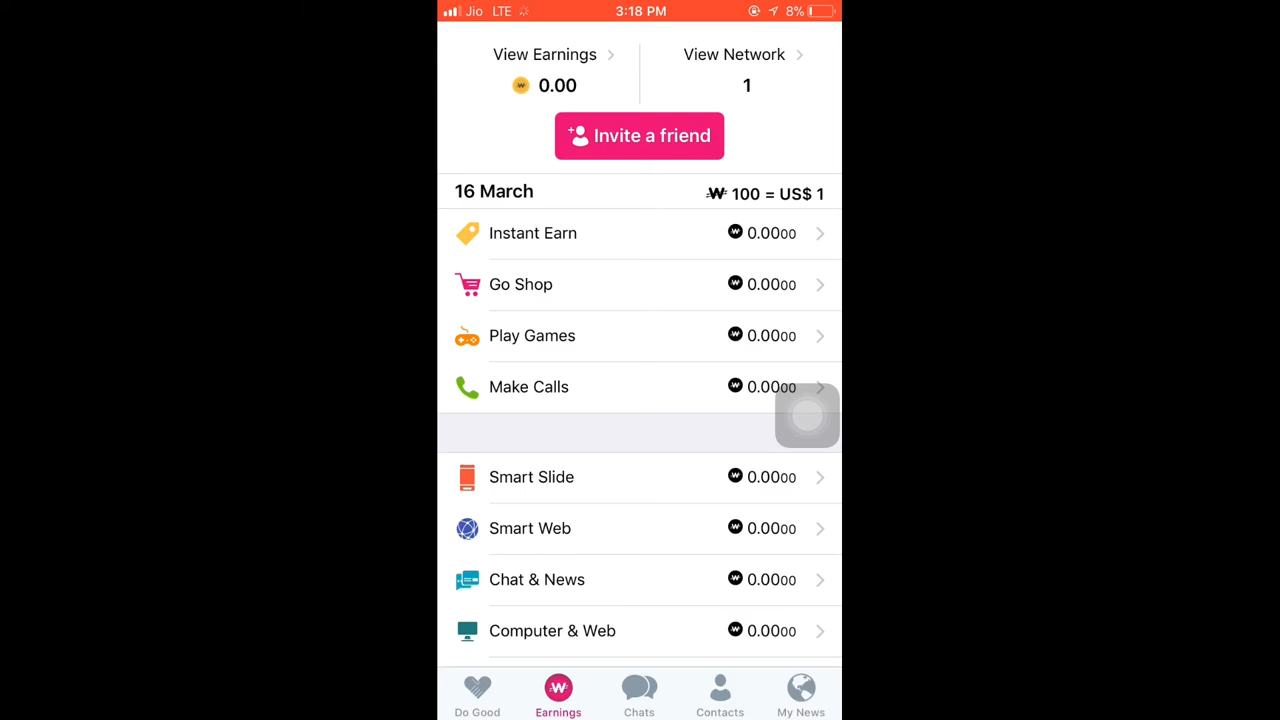 Jio LTE 3:18 PM 8%
View Earnings View Network
0.00 1
Invite a friend
16 March ₩ 100 = US$ 1
Instant Earn 0.0000
Go Shop 0.0000
Play Games 0.0000
Make Calls 0.0000
Smart Slide 0.0000
Smart Web 0.0000
Chat & News 0.0000
Computer & Web 0.0000
Do Good Earnings Chats Contacts My News